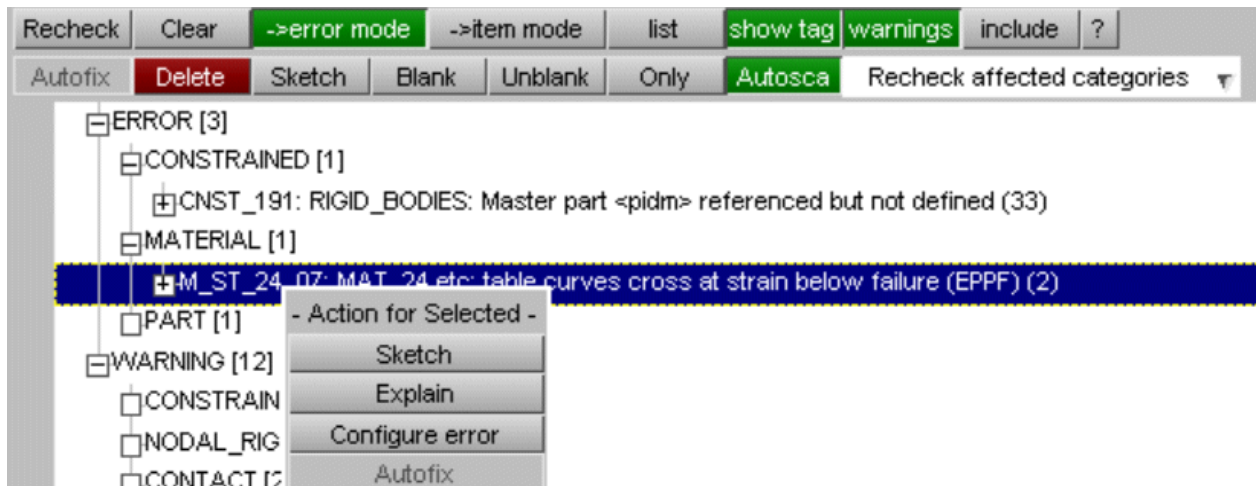 Recheck Clear ->error mode ->item mode list show tag warnings include ?
Autofix Delete Sketch Blank Unblank Only Autosca Recheck affected categories
ERROR [3]
CONSTRAINED [1]
CNST_191: RIGID_BODIES: Master part <pidm> referenced but not defined (33)
MATERIAL [1]
M_ST_24_07: MAT_24 etc: table curves cross at strain below failure (EPPF) (2)
PART [1]
- Action for Selected -
Sketch
WARNING [12]
Explain
CONSTRAIN
Configure error
NODAL_RIG
Autofix
CONTACT [2